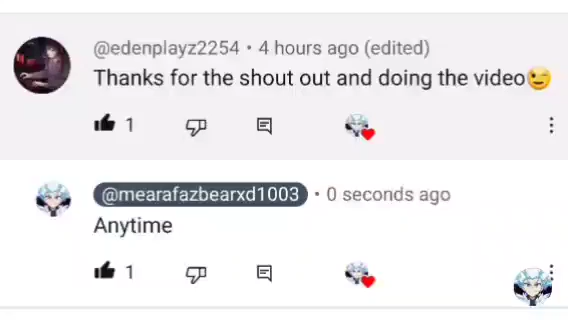 @edenplayz2254 • 4 hours ago (edited)
Thanks for the shout out and doing the video😉
1
@mearafazbearxd1003 • 0 seconds ago
Anytime
1